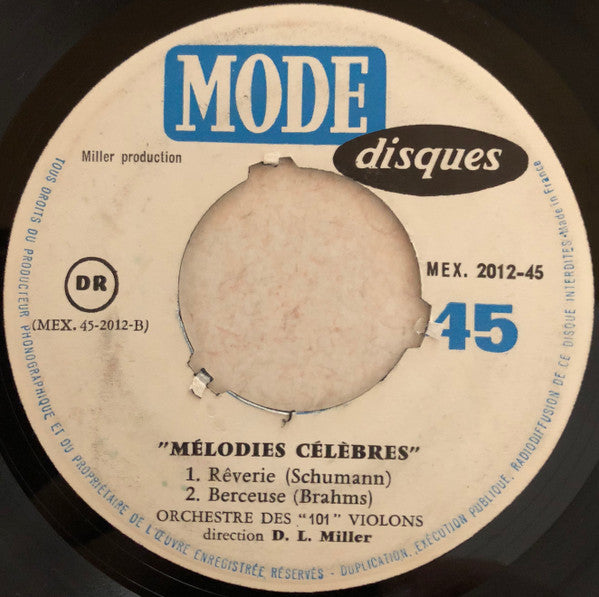 MODE
disques
Miller production
DR
(MEX. 45-2012-B)
MEX. 2012-45
45
"MÉLODIES CÉLÈBRES"
1. Rêverie (Schumann)
2. Berceuse (Brahms)
ORCHESTRE DES "101" VIOLONS
direction D. L. Miller
TOUS DROITS DU PRODUCTEUR PHONOGRAPHIQUE ET DU PROPRIÉTAIRE DE L'ŒUVRE ENREGISTRÉE RÉSERVÉS - DUPLICATION, EXÉCUTION PUBLIQUE, RADIODIFFUSION DE CE DISQUE INTERDITES - Made in France